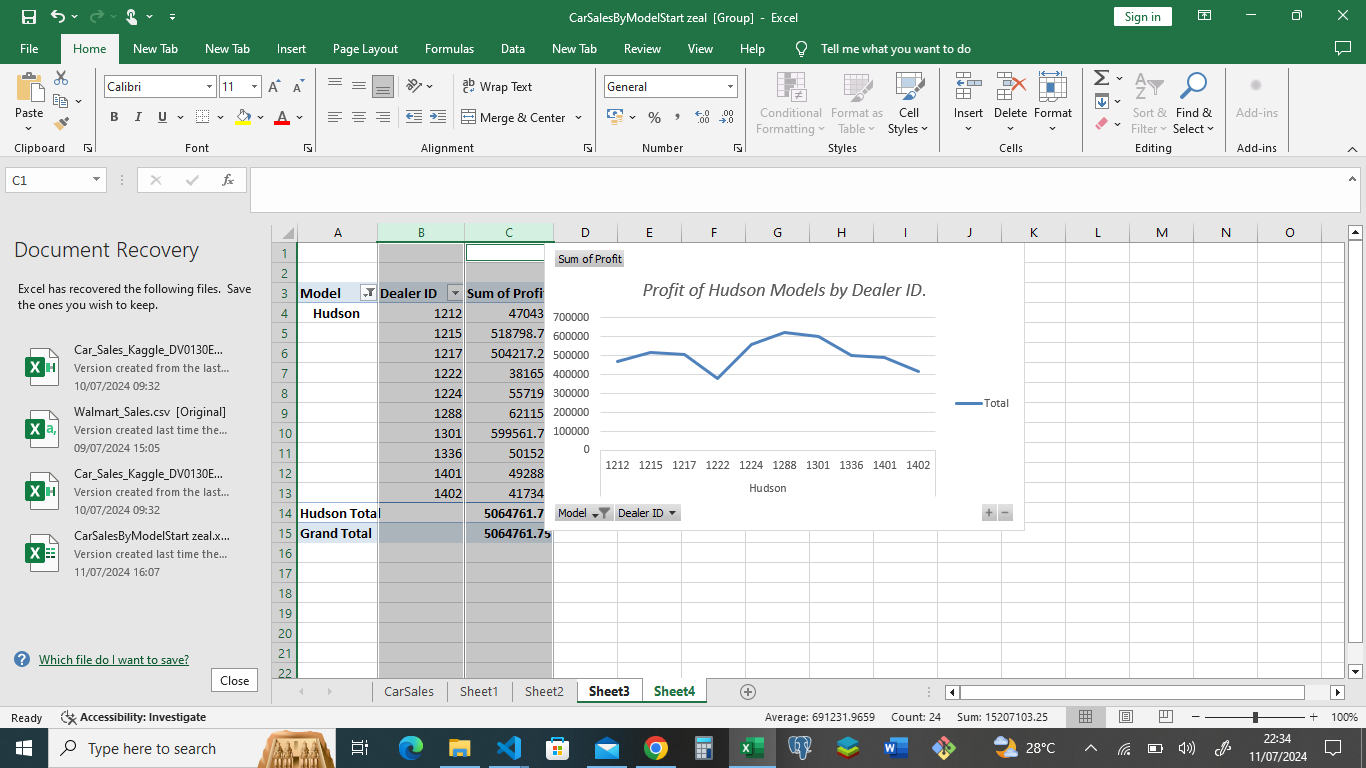 CarSalesByModelStart zeal [Group] - Excel
Sign in
File Home New Tab New Tab Insert Page Layout Formulas Data New Tab Review View Help Tell me what you want to do
Paste
Calibri 11 A A
B I U A
Wrap Text
Merge & Center
General
% ,
Conditional Formatting
Format as Table
Cell Styles
Insert Delete Format
Sort & Filter
Find & Select
Add-ins
Clipboard Font Alignment Number Styles Cells Editing Add-ins
C1 fx
Document Recovery
Excel has recovered the following files. Save
the ones you wish to keep.
Car_Sales_Kaggle_DV0130E...
Version created from the last...
10/07/2024 09:32
Walmart_Sales.csv [Original]
Version created last time the...
09/07/2024 15:05
Car_Sales_Kaggle_DV0130E...
Version created from the last...
10/07/2024 09:32
CarSalesByModelStart zeal.x...
Version created last time the...
11/07/2024 16:07
Which file do I want to save?
Close
A B C D E F G H I J K L M N O
1
2
3 Model Dealer ID Sum of Profit
4 Hudson 1212 47043
5 1215 518798.7
6 1217 504217.2
7 1222 38165
8 1224 55719
9 1288 62115
10 1301 599561.7
11 1336 50152
12 1401 49288
13 1402 41734
14 Hudson Total 5064761.7
15 Grand Total 5064761.75
16
17
18
19
20
21
22
Sum of Profit
Profit of Hudson Models by Dealer ID.
700000
600000
500000
400000
300000
200000
100000
0
1212 1215 1217 1222 1224 1288 1301 1336 1401 1402
Hudson
Total
Model Dealer ID
+ −
CarSales Sheet1 Sheet2 Sheet3 Sheet4
Ready Accessibility: Investigate Average: 691231.9659 Count: 24 Sum: 15207103.25 100%
Type here to search
28°C
22:34
11/07/2024